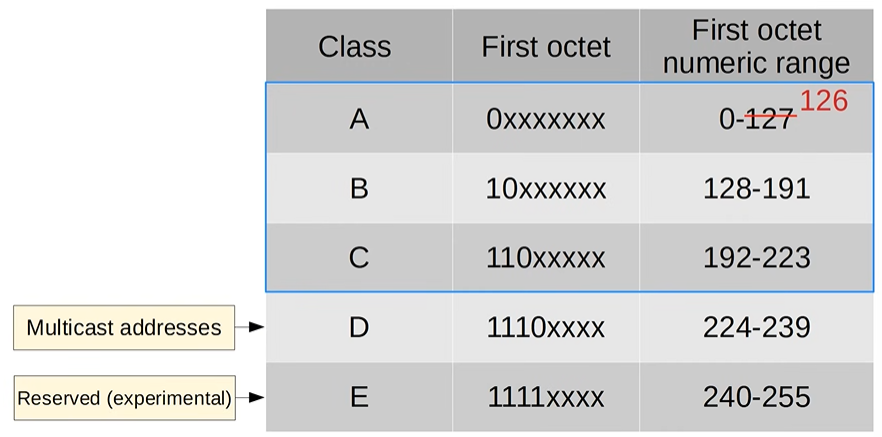 Class First octet First octet
numeric range
A 0xxxxxxx 0-127 126
B 10xxxxxx 128-191
C 110xxxxx 192-223
Multicast addresses D 1110xxxx 224-239
Reserved (experimental) E 1111xxxx 240-255